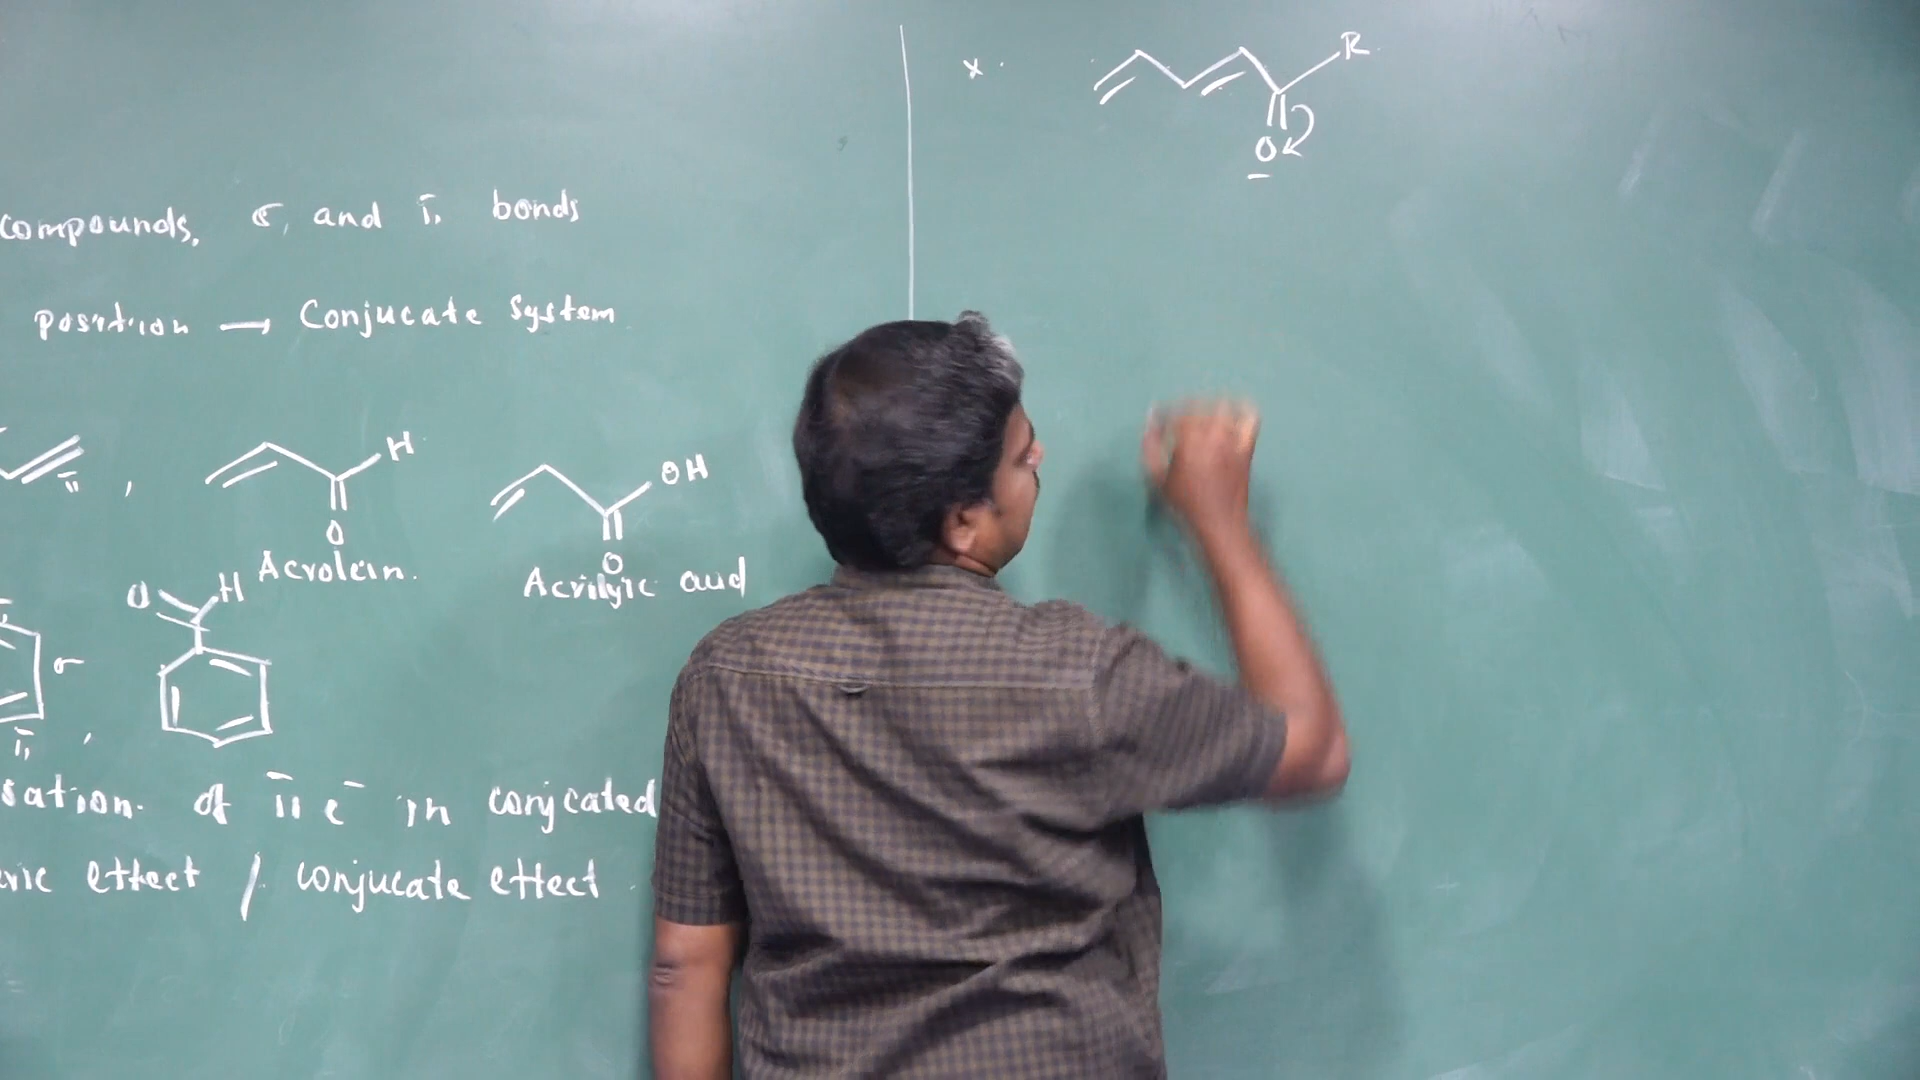 compounds, σ, and π bonds
position → Conjucate system
π , H OH
O O
Acrolein. Acrilyic acid
O H
σ
π ,
sation. of π e⁻ in conjcated
eric effect / conjucate effect.
x. R
O